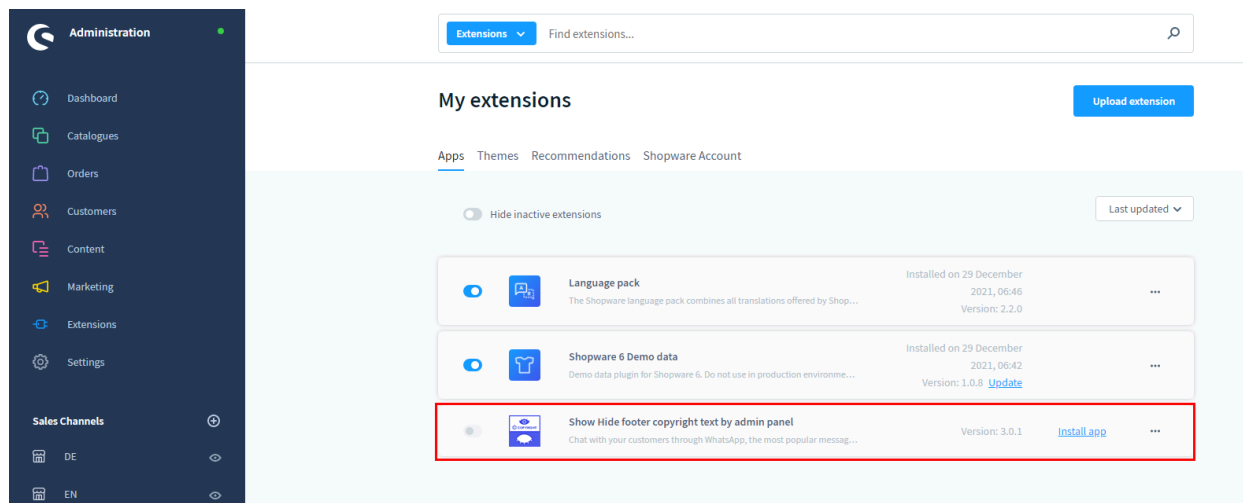 Administration
Dashboard
Catalogues
Orders
Customers
Content
Marketing
Extensions
Settings
Sales Channels
DE
EN
Extensions
Find extensions...
My extensions
Upload extension
Apps Themes Recommendations Shopware Account
Hide inactive extensions
Last updated
Language pack
The Shopware language pack combines all translations offered by Shop...
Installed on 29 December
2021, 06:46
Version: 2.2.0
Shopware 6 Demo data
Demo data plugin for Shopware 6. Do not use in production environme...
Installed on 29 December
2021, 06:42
Version: 1.0.8 Update
Show Hide footer copyright text by admin panel
Chat with your customers through WhatsApp, the most popular messag...
Version: 3.0.1
Install app